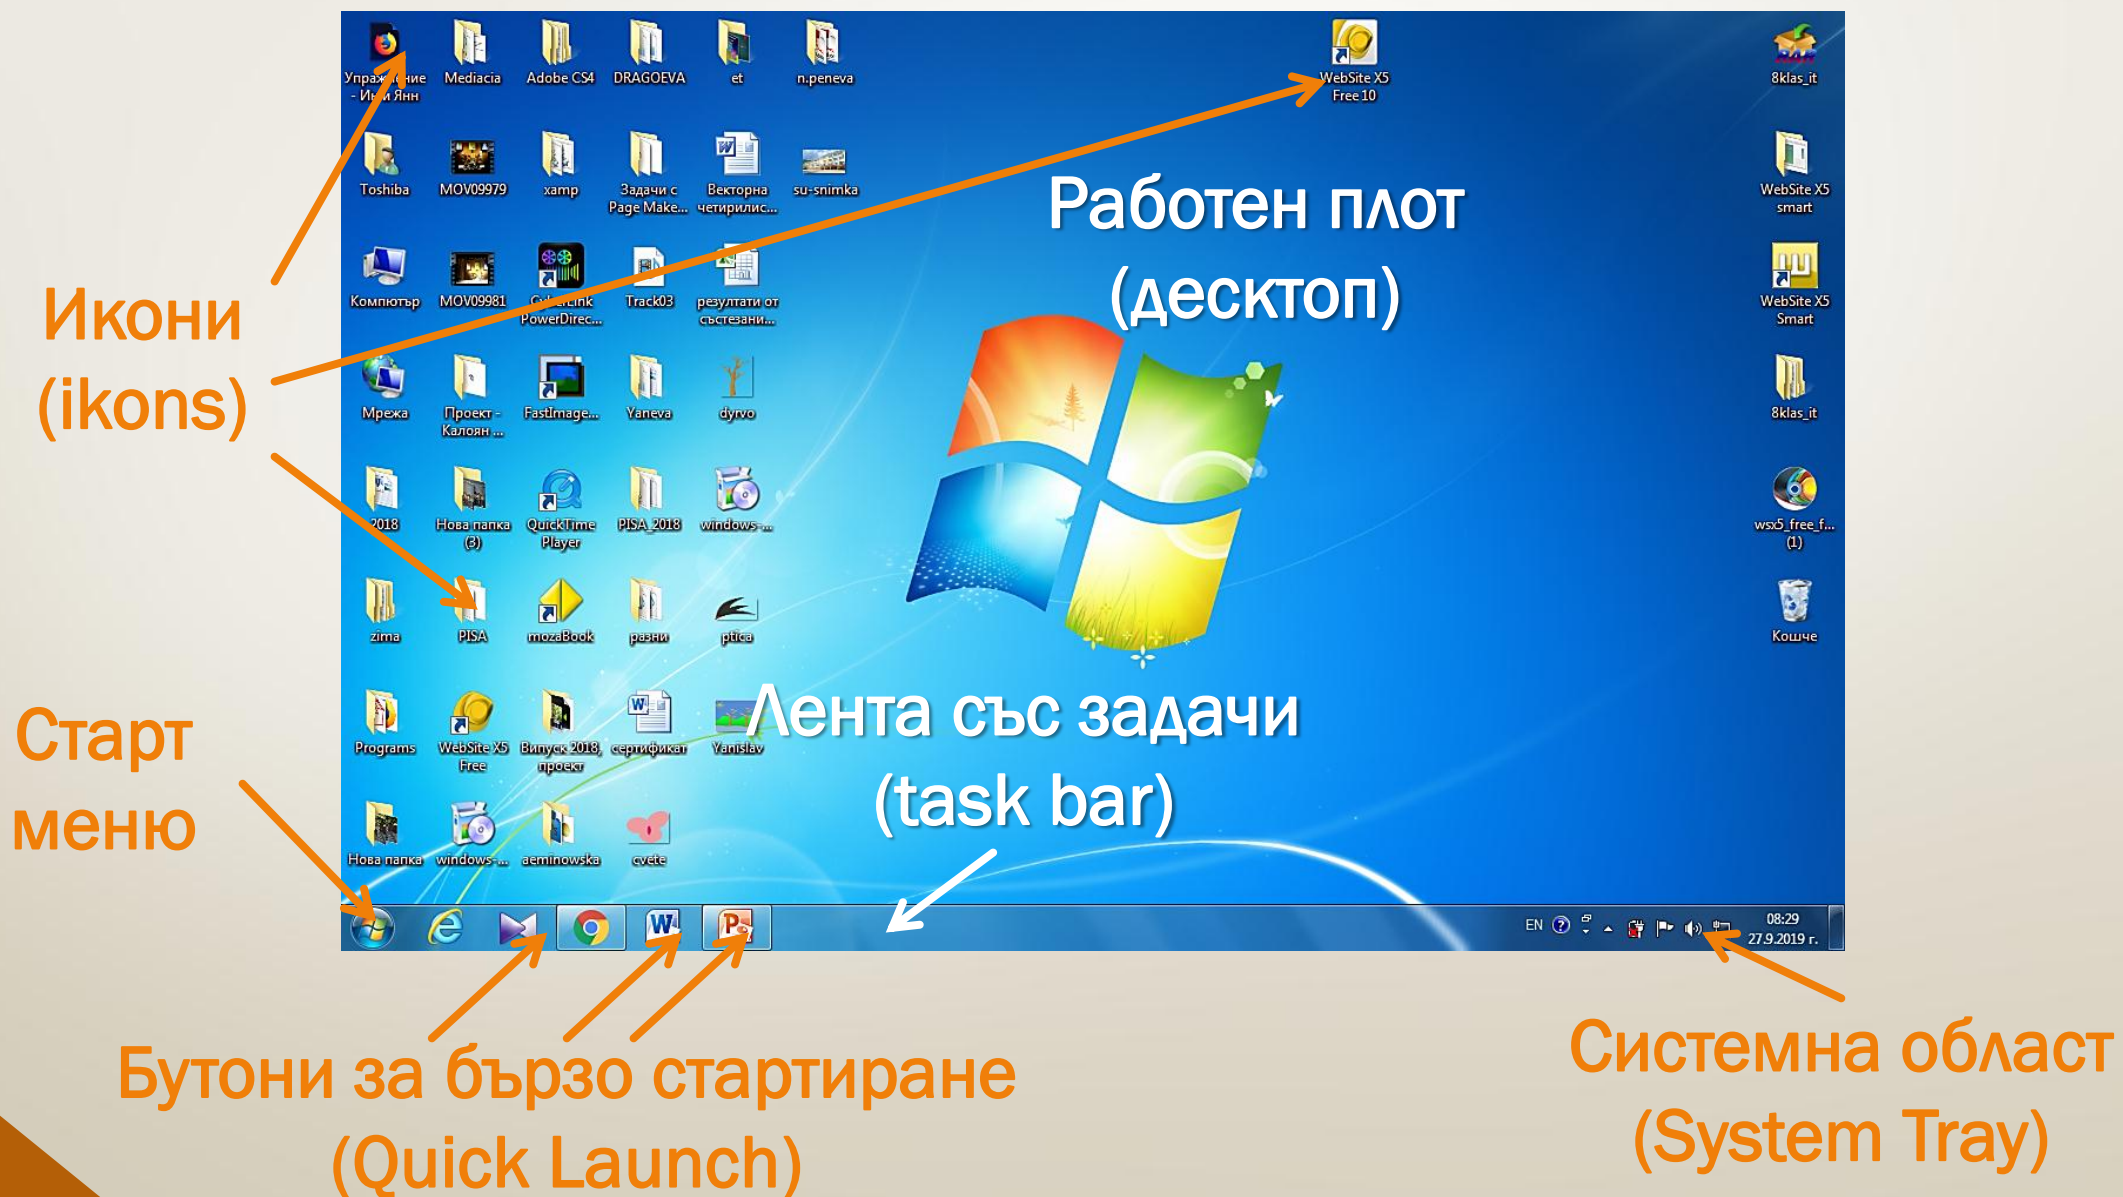 Упражнение
- Ини Янн
Mediacia
Adobe CS4
DRAGOEVA
et
n.peneva
WebSite X5
Free 10
8klas_it
Toshiba
MOV09979
xamp
Задачи с
Page Make...
Векторна
четирилис...
su-snimka
WebSite X5
smart
Работен плот
(десктоп)
Компютър
MOV09981
CyberLink
PowerDirec...
Track03
резултати от
състезани...
WebSite X5
Smart
Икони
(ikons)
Мрежа
Проект -
Калоян ...
FastImage...
Yaneva
dyrvo
8klas_it
2018
Нова папка
(3)
QuickTime
Player
PISA_2018
windows-...
wsx5_free_f...
(1)
zima
PISA
mozaBook
разни
ptica
Кошче
Старт
меню
Programs
WebSite X5
Free
Випуск 2018,
проект
сертификат
Yanislav
Лента със задачи
(task bar)
Нова папка
windows-...
aeminowska
cvete
EN
08:29
27.9.2019 г.
Бутони за бързо стартиране
(Quick Launch)
Системна област
(System Tray)